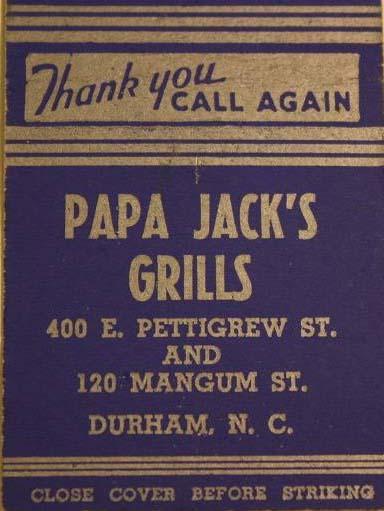 Thank you
CALL AGAIN
PAPA JACK'S
GRILLS
400 E. PETTIGREW ST.
AND
120 MANGUM ST.
DURHAM, N. C.
CLOSE COVER BEFORE STRIKING